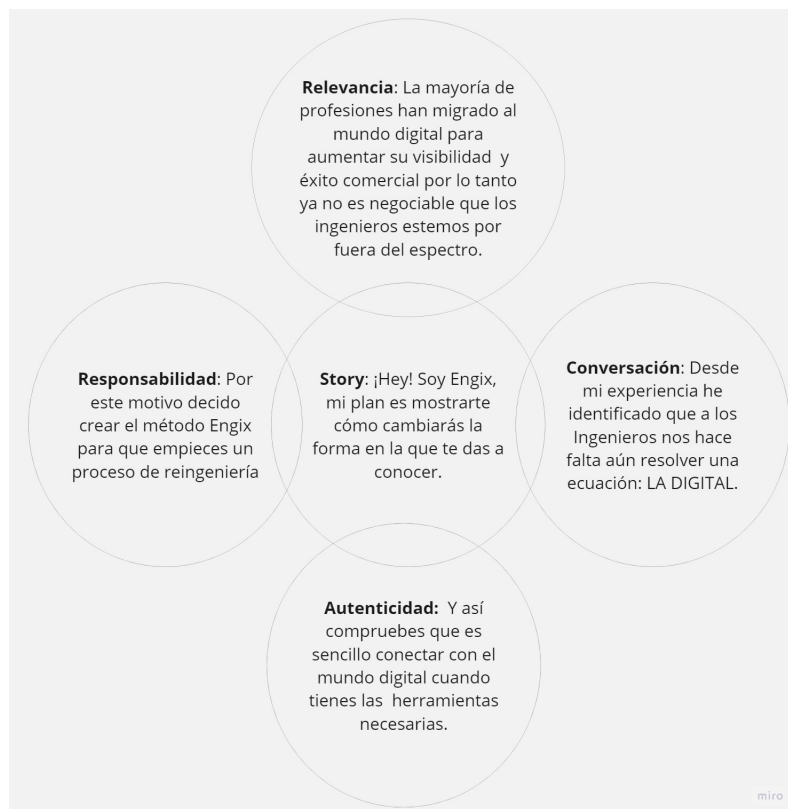 Relevancia: La mayoría de
profesiones han migrado al
mundo digital para
aumentar su visibilidad y
éxito comercial por lo tanto
ya no es negociable que los
ingenieros estemos por
fuera del espectro.
Responsabilidad: Por
este motivo decido
crear el método Engix
para que empieces un
proceso de reingeniería
Story: ¡Hey! Soy Engix,
mi plan es mostrarte
cómo cambiarás la
forma en la que te das a
conocer.
Conversación: Desde
mi experiencia he
identificado que a los
Ingenieros nos hace
falta aún resolver una
ecuación: LA DIGITAL.
Autenticidad: Y así
compruebes que es
sencillo conectar con el
mundo digital cuando
tienes las herramientas
necesarias.
miro